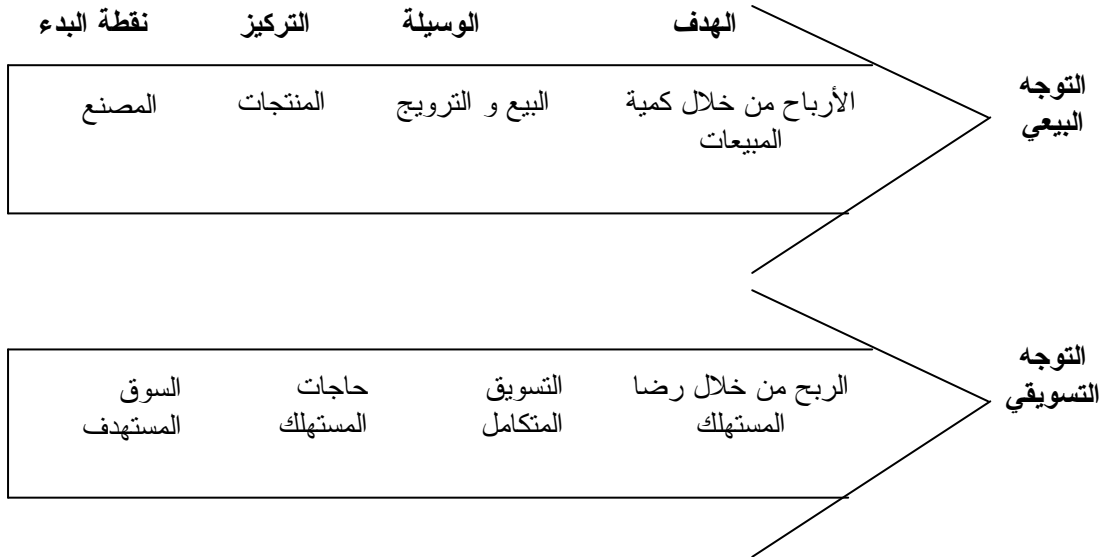 نقطة البدء
التركيز
الوسيلة
الهدف
التوجه
البيعي
المصنع
المنتجات
البيع و الترويج
الأرباح من خلال كمية
المبيعات
التوجه
التسويقي
السوق
المستهدف
حاجات
المستهلك
التسويق
المتكامل
الربح من خلال رضا
المستهلك